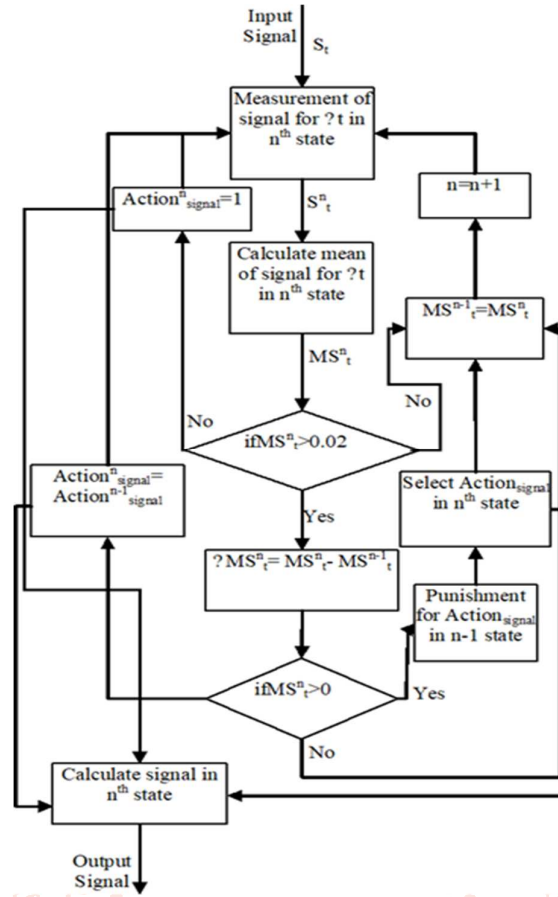 Input
Signal
Sₜ
Measurement of
signal for ?t in
nᵗʰ state
Actionⁿsignal=1
n=n+1
Sⁿₜ
Calculate mean
of signal for ?t
in nᵗʰ state
MSⁿ⁻¹ₜ=MSⁿₜ
MSⁿₜ
No
No
ifMSⁿₜ>0.02
Actionⁿsignal=
Actionⁿ⁻¹signal
Select Actionsignal
in nᵗʰ state
Yes
?MSⁿₜ= MSⁿₜ- MSⁿ⁻¹ₜ
Punishment
for Actionsignal
in n-1 state
ifMSⁿₜ>0
Yes
No
Calculate signal in
nᵗʰ state
Output
Signal